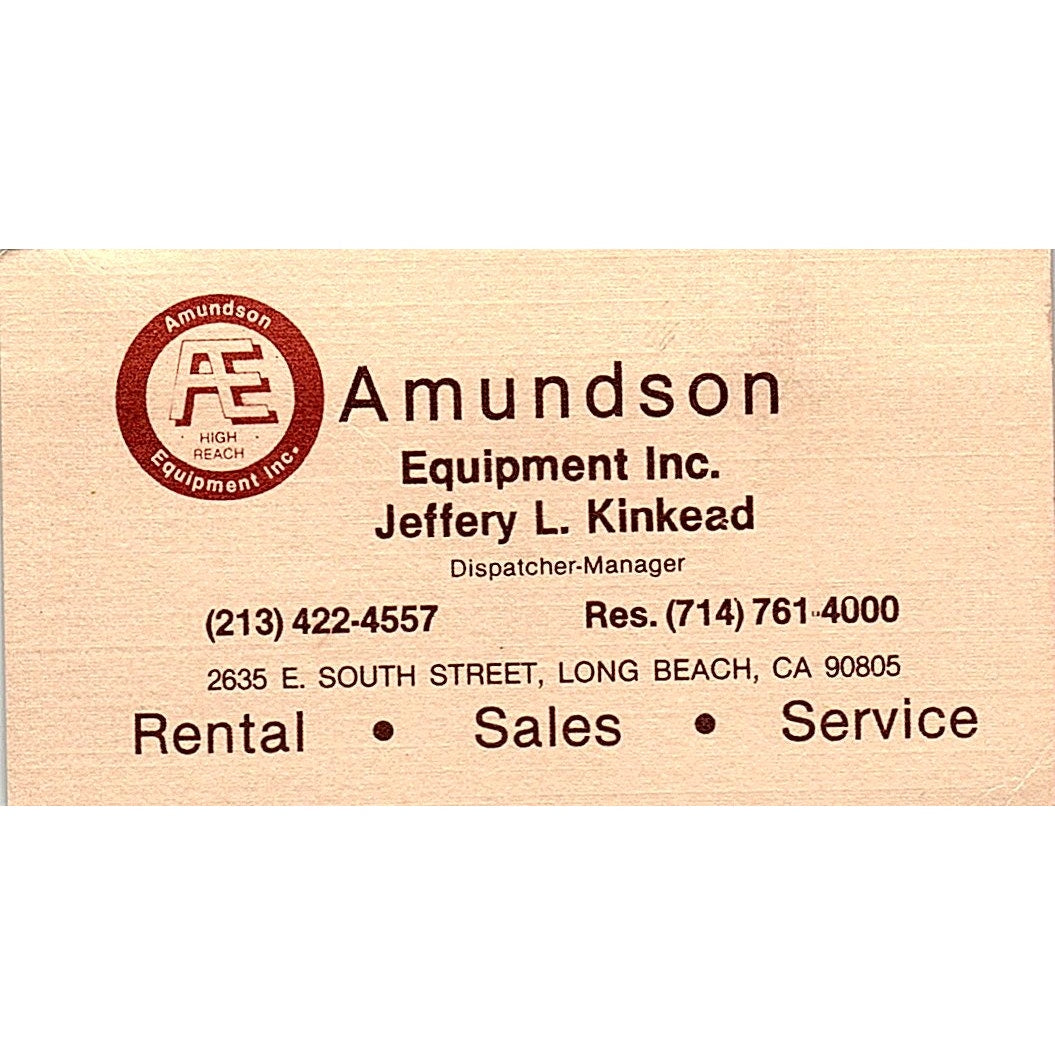 Amundson
AE
HIGH
REACH
Equipment Inc.
Amundson
Equipment Inc.
Jeffery L. Kinkead
Dispatcher-Manager
(213) 422-4557 Res. (714) 761-4000
2635 E. SOUTH STREET, LONG BEACH, CA 90805
Rental • Sales • Service